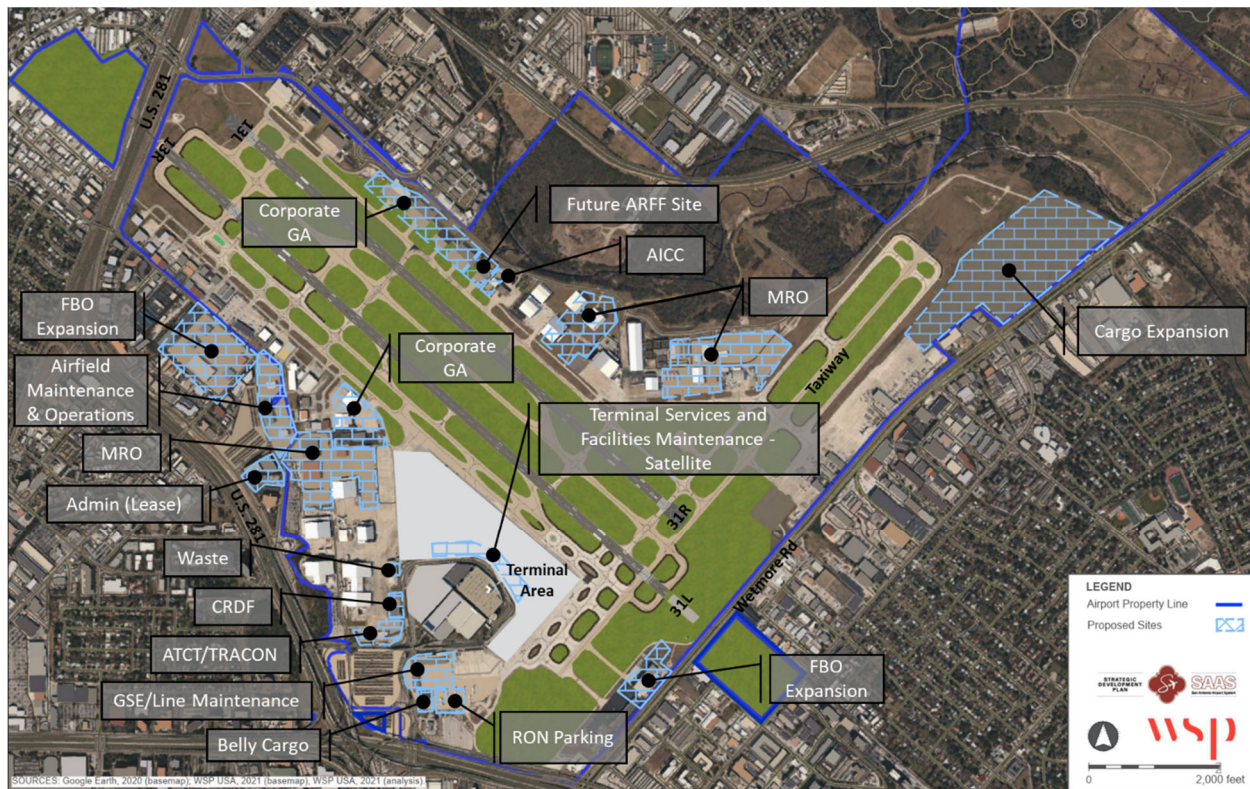 U.S. 281
13R
13L
Corporate
GA
Future ARFF Site
AICC
MRO
Cargo Expansion
FBO
Expansion
Airfield
Maintenance
& Operations
MRO
Admin (Lease)
U.S. 281
Corporate
GA
Terminal Services and
Facilities Maintenance -
Satellite
Taxiway
31R
31L
Wetmore Rd
Terminal
Area
Waste
CRDF
ATCT/TRACON
GSE/Line Maintenance
Belly Cargo
RON Parking
FBO
Expansion
LEGEND
Airport Property Line
Proposed Sites
STRATEGIC
DEVELOPMENT
PLAN
SAAS
San Antonio Airport System
wsp
0
2,000 feet
SOURCES: Google Earth, 2020 (basemap); WSP USA, 2021 (basemap), WSP USA, 2021 (analysis).